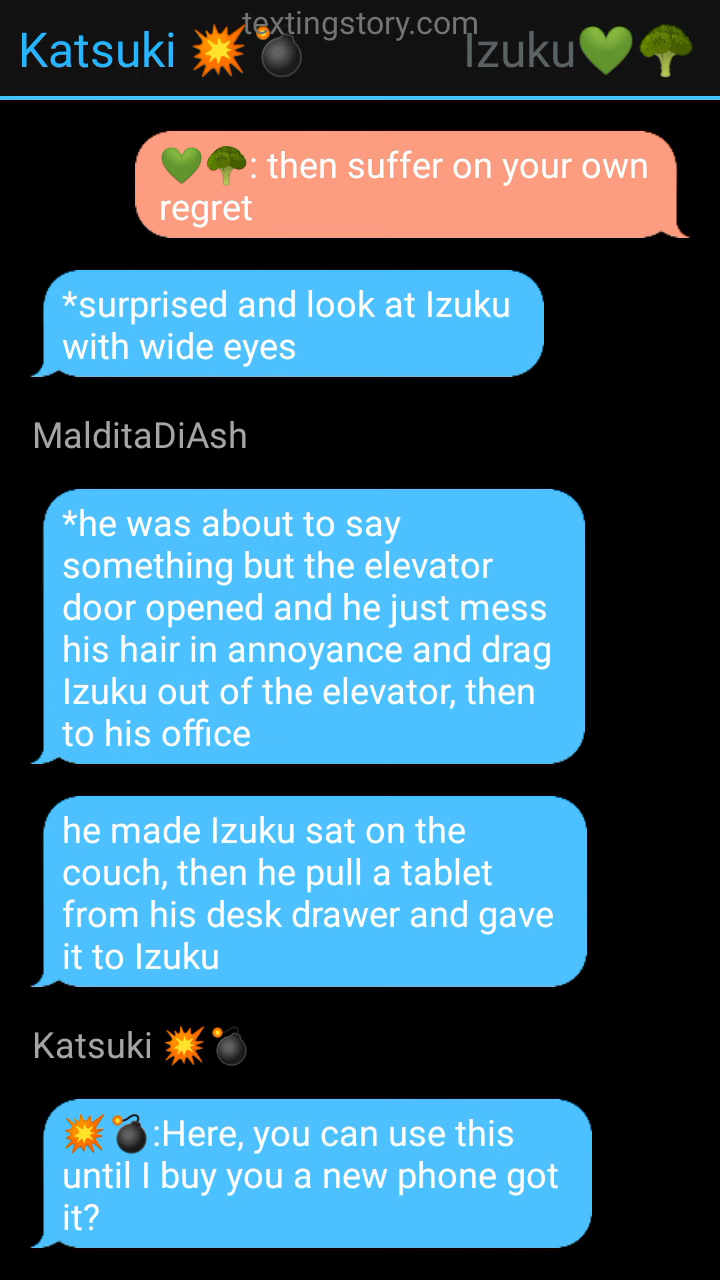 textingstory.com
Katsuki 💥💣 Izuku💚🥦
💚🥦: then suffer on your own
regret
*surprised and look at Izuku
with wide eyes
MalditaDiAsh
*he was about to say
something but the elevator
door opened and he just mess
his hair in annoyance and drag
Izuku out of the elevator, then
to his office
he made Izuku sat on the
couch, then he pull a tablet
from his desk drawer and gave
it to Izuku
Katsuki 💥💣
💥💣:Here, you can use this
until I buy you a new phone got
it?